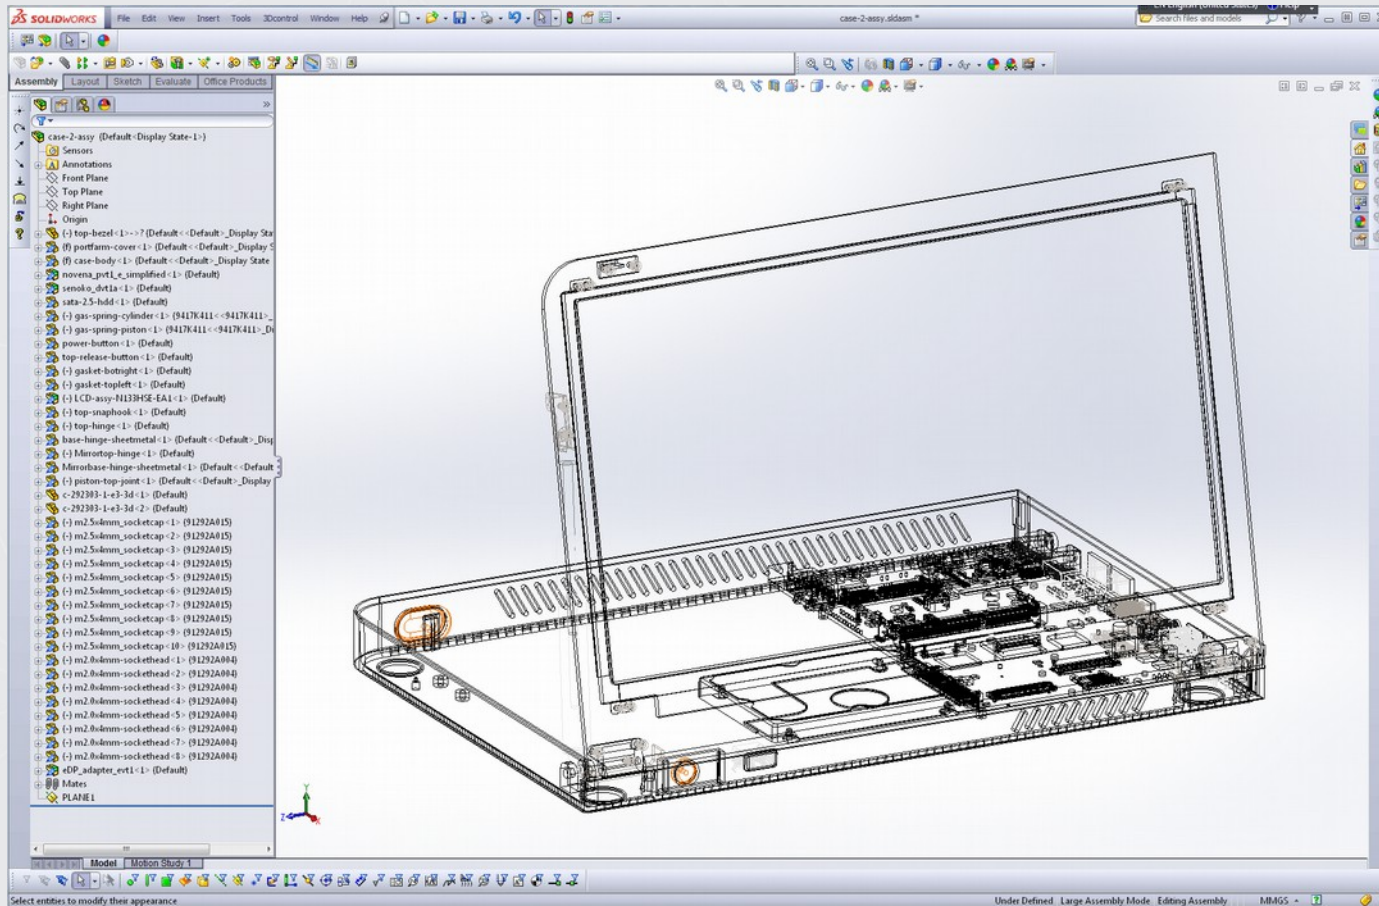 SOLIDWORKS File Edit View Insert Tools 3Dcontrol Window Help case-2-assy.sldasm * Search files and models
EN English (United States) Help
Assembly Layout Sketch Evaluate Office Products
case-2-assy (Default<Display State-1>)
Sensors
Annotations
Front Plane
Top Plane
Right Plane
Origin
(-) top-bezel<1>->? (Default<<Default>_Display Sta
(f) portfarm-cover<1> (Default<<Default>_Display S
(f) case-body<1> (Default<<Default>_Display State
novena_pvt1_e_simplified<1> (Default)
senoko_dvt1a<1> (Default)
sata-2.5-hdd<1> (Default)
(-) gas-spring-cylinder<1> (9417K411<<9417K411>_
(-) gas-spring-piston<1> (9417K411<<9417K411>_Di
power-button<1> (Default)
top-release-button<1> (Default)
(-) gasket-botright<1> (Default)
(-) gasket-topleft<1> (Default)
(-) LCD-assy-N133HSE-EA1<1> (Default)
(-) top-snaphook<1> (Default)
(-) top-hinge<1> (Default)
base-hinge-sheetmetal<1> (Default<<Default>_Disp
(-) Mirrortop-hinge<1> (Default)
Mirrorbase-hinge-sheetmetal<1> (Default<<Default
(-) piston-top-joint<1> (Default<<Default>_Display
c-292303-1-e3-3d<1> (Default)
c-292303-1-e3-3d<2> (Default)
(-) m2.5x4mm_socketcap<1> (91292A015)
(-) m2.5x4mm_socketcap<2> (91292A015)
(-) m2.5x4mm_socketcap<3> (91292A015)
(-) m2.5x4mm_socketcap<4> (91292A015)
(-) m2.5x4mm_socketcap<5> (91292A015)
(-) m2.5x4mm_socketcap<6> (91292A015)
(-) m2.5x4mm_socketcap<7> (91292A015)
(-) m2.5x4mm_socketcap<8> (91292A015)
(-) m2.5x4mm_socketcap<9> (91292A015)
(-) m2.5x4mm_socketcap<10> (91292A015)
(-) m2.0x4mm-sockethead<1> (91292A004)
(-) m2.0x4mm-sockethead<2> (91292A004)
(-) m2.0x4mm-sockethead<3> (91292A004)
(-) m2.0x4mm-sockethead<4> (91292A004)
(-) m2.0x4mm-sockethead<5> (91292A004)
(-) m2.0x4mm-sockethead<6> (91292A004)
(-) m2.0x4mm-sockethead<7> (91292A004)
(-) m2.0x4mm-sockethead<8> (91292A004)
eDP_adapter_evt1<1> (Default)
Mates
PLANE1
Y
Z
X
Model Motion Study 1
Select entities to modify their appearance Under Defined Large Assembly Mode Editing Assembly MMGS